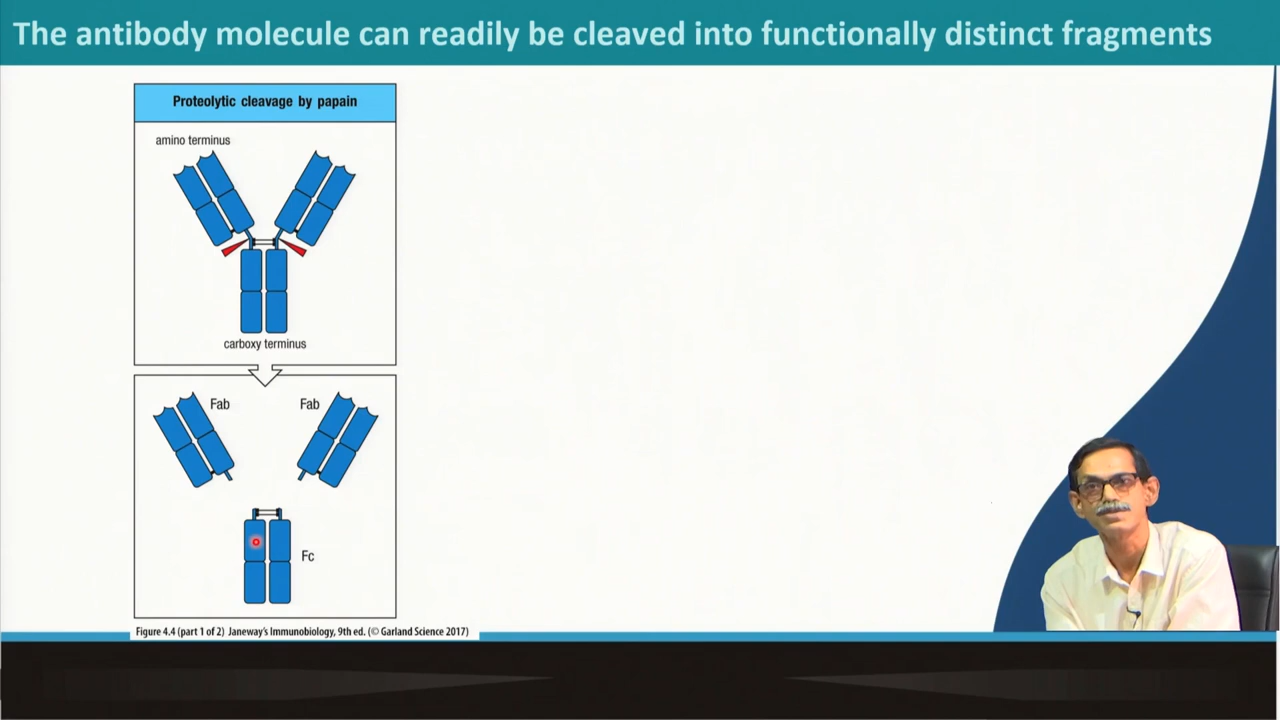 The antibody molecule can readily be cleaved into functionally distinct fragments
Proteolytic cleavage by papain
amino terminus
carboxy terminus
Fab
Fab
Fc
Figure 4.4 (part 1 of 2) Janeway's Immunobiology, 9th ed. (© Garland Science 2017)